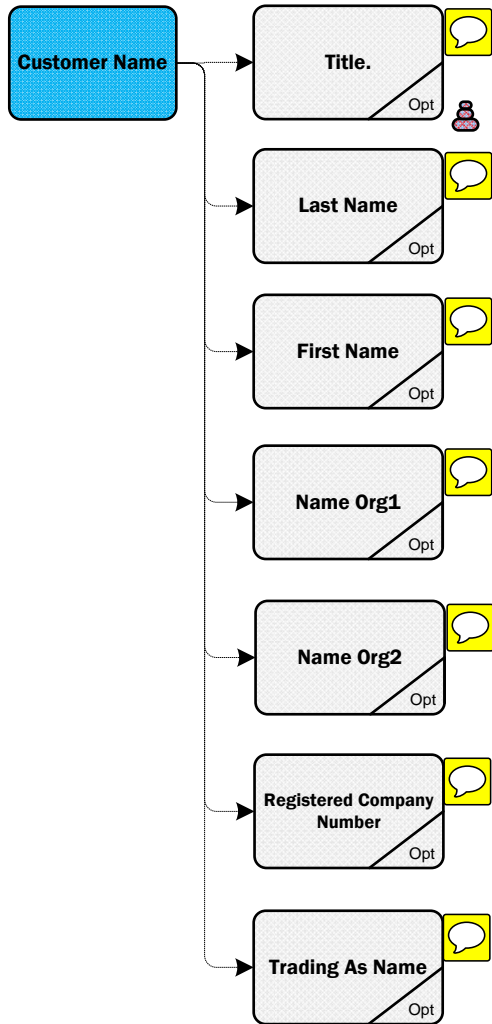 Customer Name
Title.
Opt
Last Name
Opt
First Name
Opt
Name Org1
Opt
Name Org2
Opt
Registered Company
Number
Opt
Trading As Name
Opt